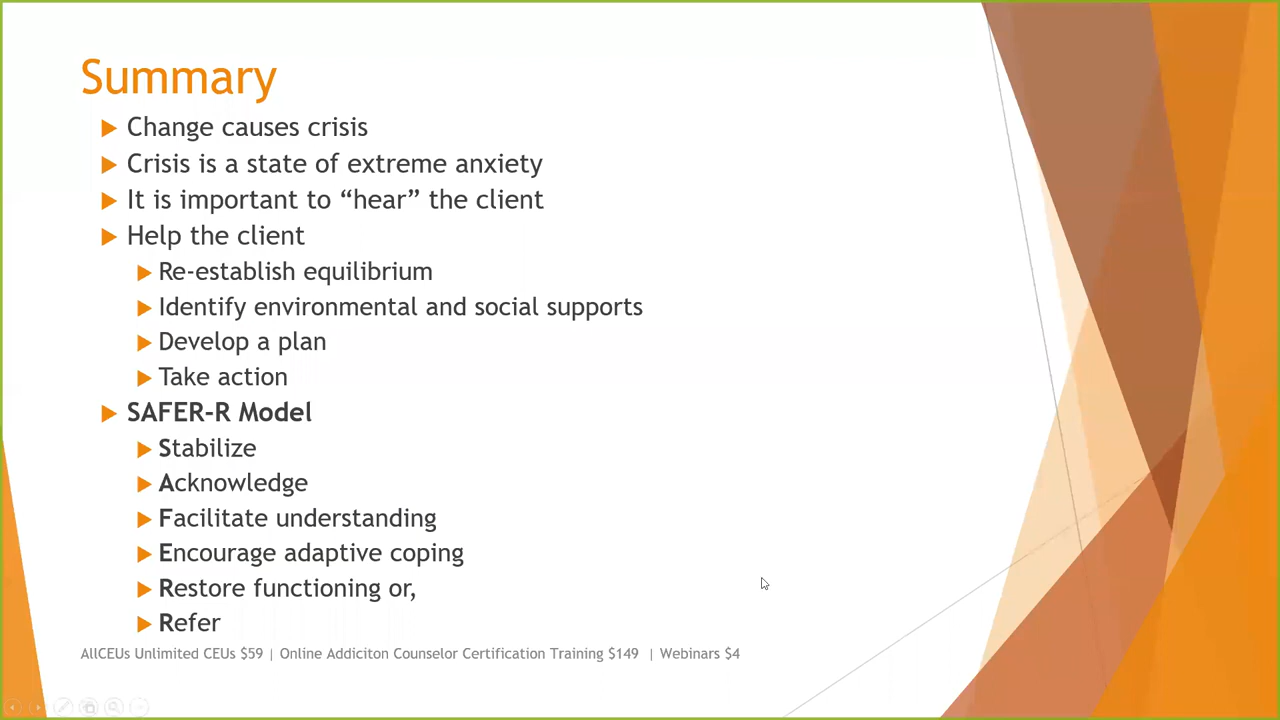 Summary
Change causes crisis
Crisis is a state of extreme anxiety
It is important to “hear” the client
Help the client
Re-establish equilibrium
Identify environmental and social supports
Develop a plan
Take action
SAFER-R Model
Stabilize
Acknowledge
Facilitate understanding
Encourage adaptive coping
Restore functioning or,
Refer
AllCEUs Unlimited CEUs $59 | Online Addiciton Counselor Certification Training $149 | Webinars $4